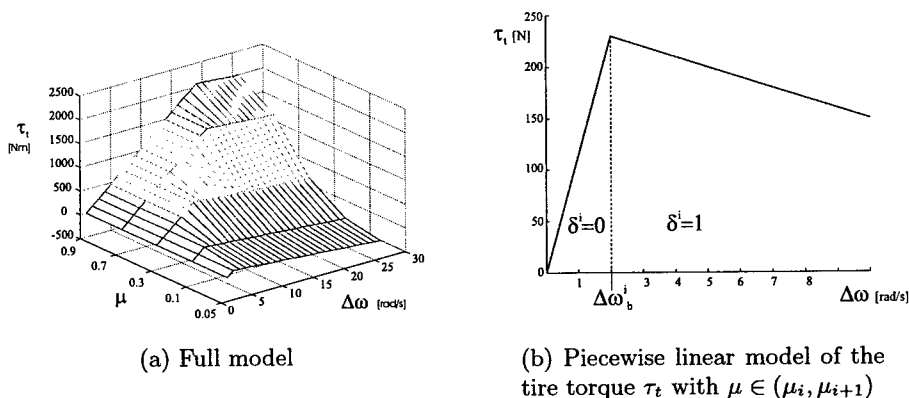 2500
2000
1500
1000
500
0
-500
τt
[Nm]
0.9
0.7
0.3
0.1
0.05
μ
0
5
10
15
20
25
30
Δω [rad/s]
(a) Full model
τt [N]
250
200
150
100
50
0
δi=0
δi=1
1
Δωib
3
4
5
6
7
8
Δω [rad/s]
(b) Piecewise linear model of the
tire torque τt with μ ∈ (μi, μi+1)